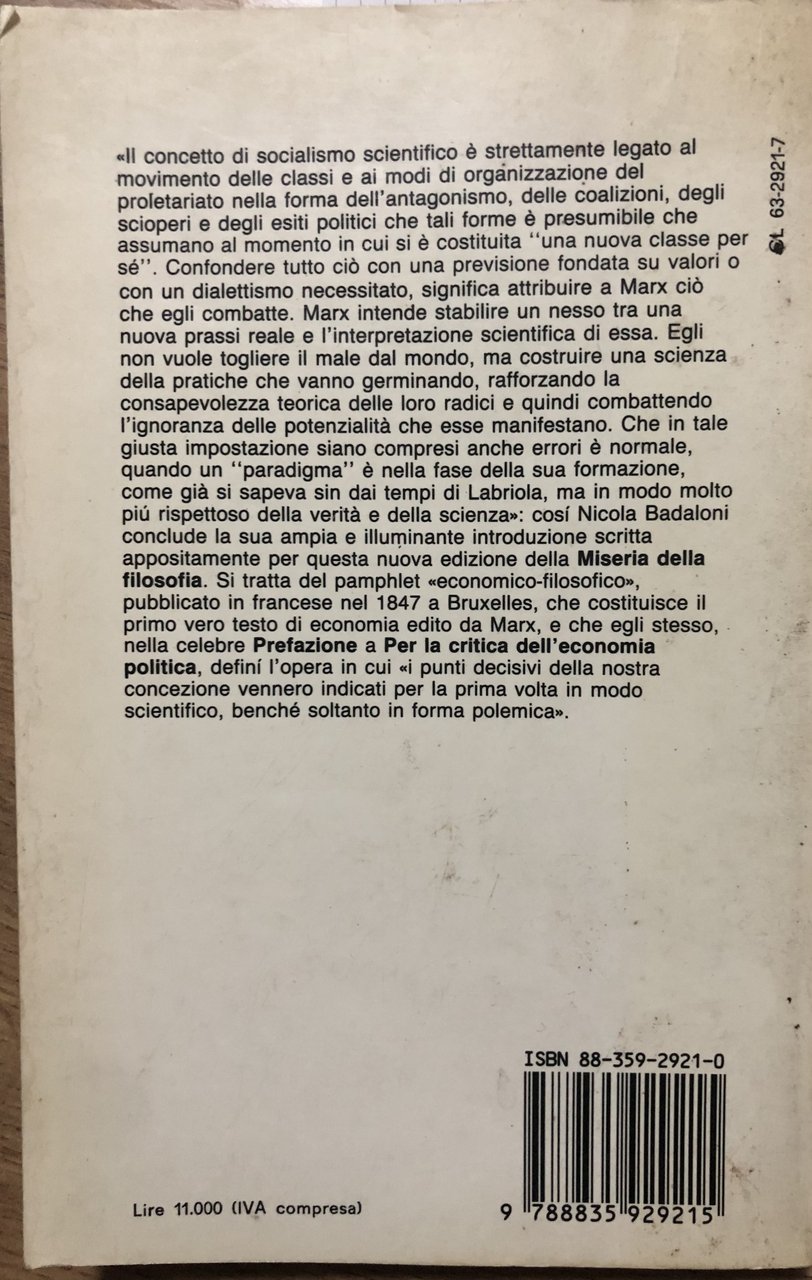 «Il concetto di socialismo scientifico è strettamente legato al
movimento delle classi e ai modi di organizzazione del
proletariato nella forma dell'antagonismo, delle coalizioni, degli
scioperi e degli esiti politici che tali forme è presumibile che
assumano al momento in cui si è costituita "una nuova classe per
sé". Confondere tutto ciò con una previsione fondata su valori o
con un dialettismo necessitato, significa attribuire a Marx ciò
che egli combatte. Marx intende stabilire un nesso tra una
nuova prassi reale e l'interpretazione scientifica di essa. Egli
non vuole togliere il male dal mondo, ma costruire una scienza
della pratiche che vanno germinando, rafforzando la
consapevolezza teorica delle loro radici e quindi combattendo
l'ignoranza delle potenzialità che esse manifestano. Che in tale
giusta impostazione siano compresi anche errori è normale,
quando un "paradigma" è nella fase della sua formazione,
come già si sapeva sin dai tempi di Labriola, ma in modo molto
piú rispettoso della verità e della scienza»: cosí Nicola Badaloni
conclude la sua ampia e illuminante introduzione scritta
appositamente per questa nuova edizione della Miseria della
filosofia. Si tratta del pamphlet «economico-filosofico»,
pubblicato in francese nel 1847 a Bruxelles, che costituisce il
primo vero testo di economia edito da Marx, e che egli stesso,
nella celebre Prefazione a Per la critica dell'economia
politica, definí l'opera in cui «i punti decisivi della nostra
concezione vennero indicati per la prima volta in modo
scientifico, benché soltanto in forma polemica».
63-2921-7
ISBN 88-359-2921-0
9 788835 929215
Lire 11.000 (IVA compresa)